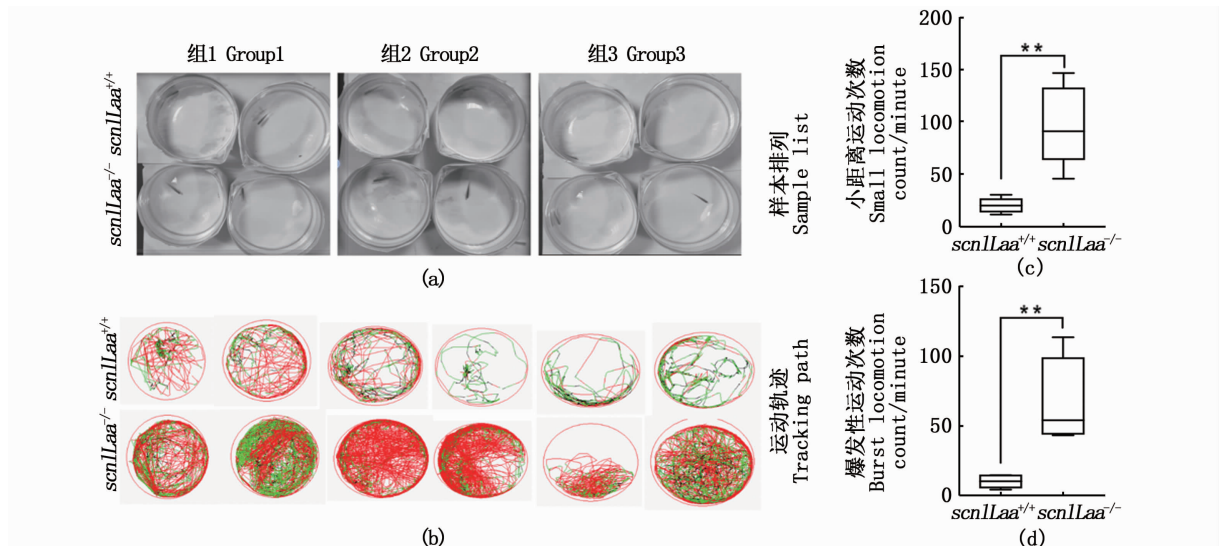 组1 Group1
组2 Group2
组3 Group3
scn1Laa+/+
scn1Laa-/-
样本排列
Sample list
(a)
scn1Laa+/+
scn1Laa-/-
运动轨迹
Tracking path
(b)
小距离运动次数
Small locomotion
count/minute
200
150
100
50
0
**
scn1Laa+/+ scn1Laa-/-
(c)
爆发性运动次数
Burst locomotion
count/minute
150
100
50
0
**
scn1Laa+/+ scn1Laa-/-
(d)